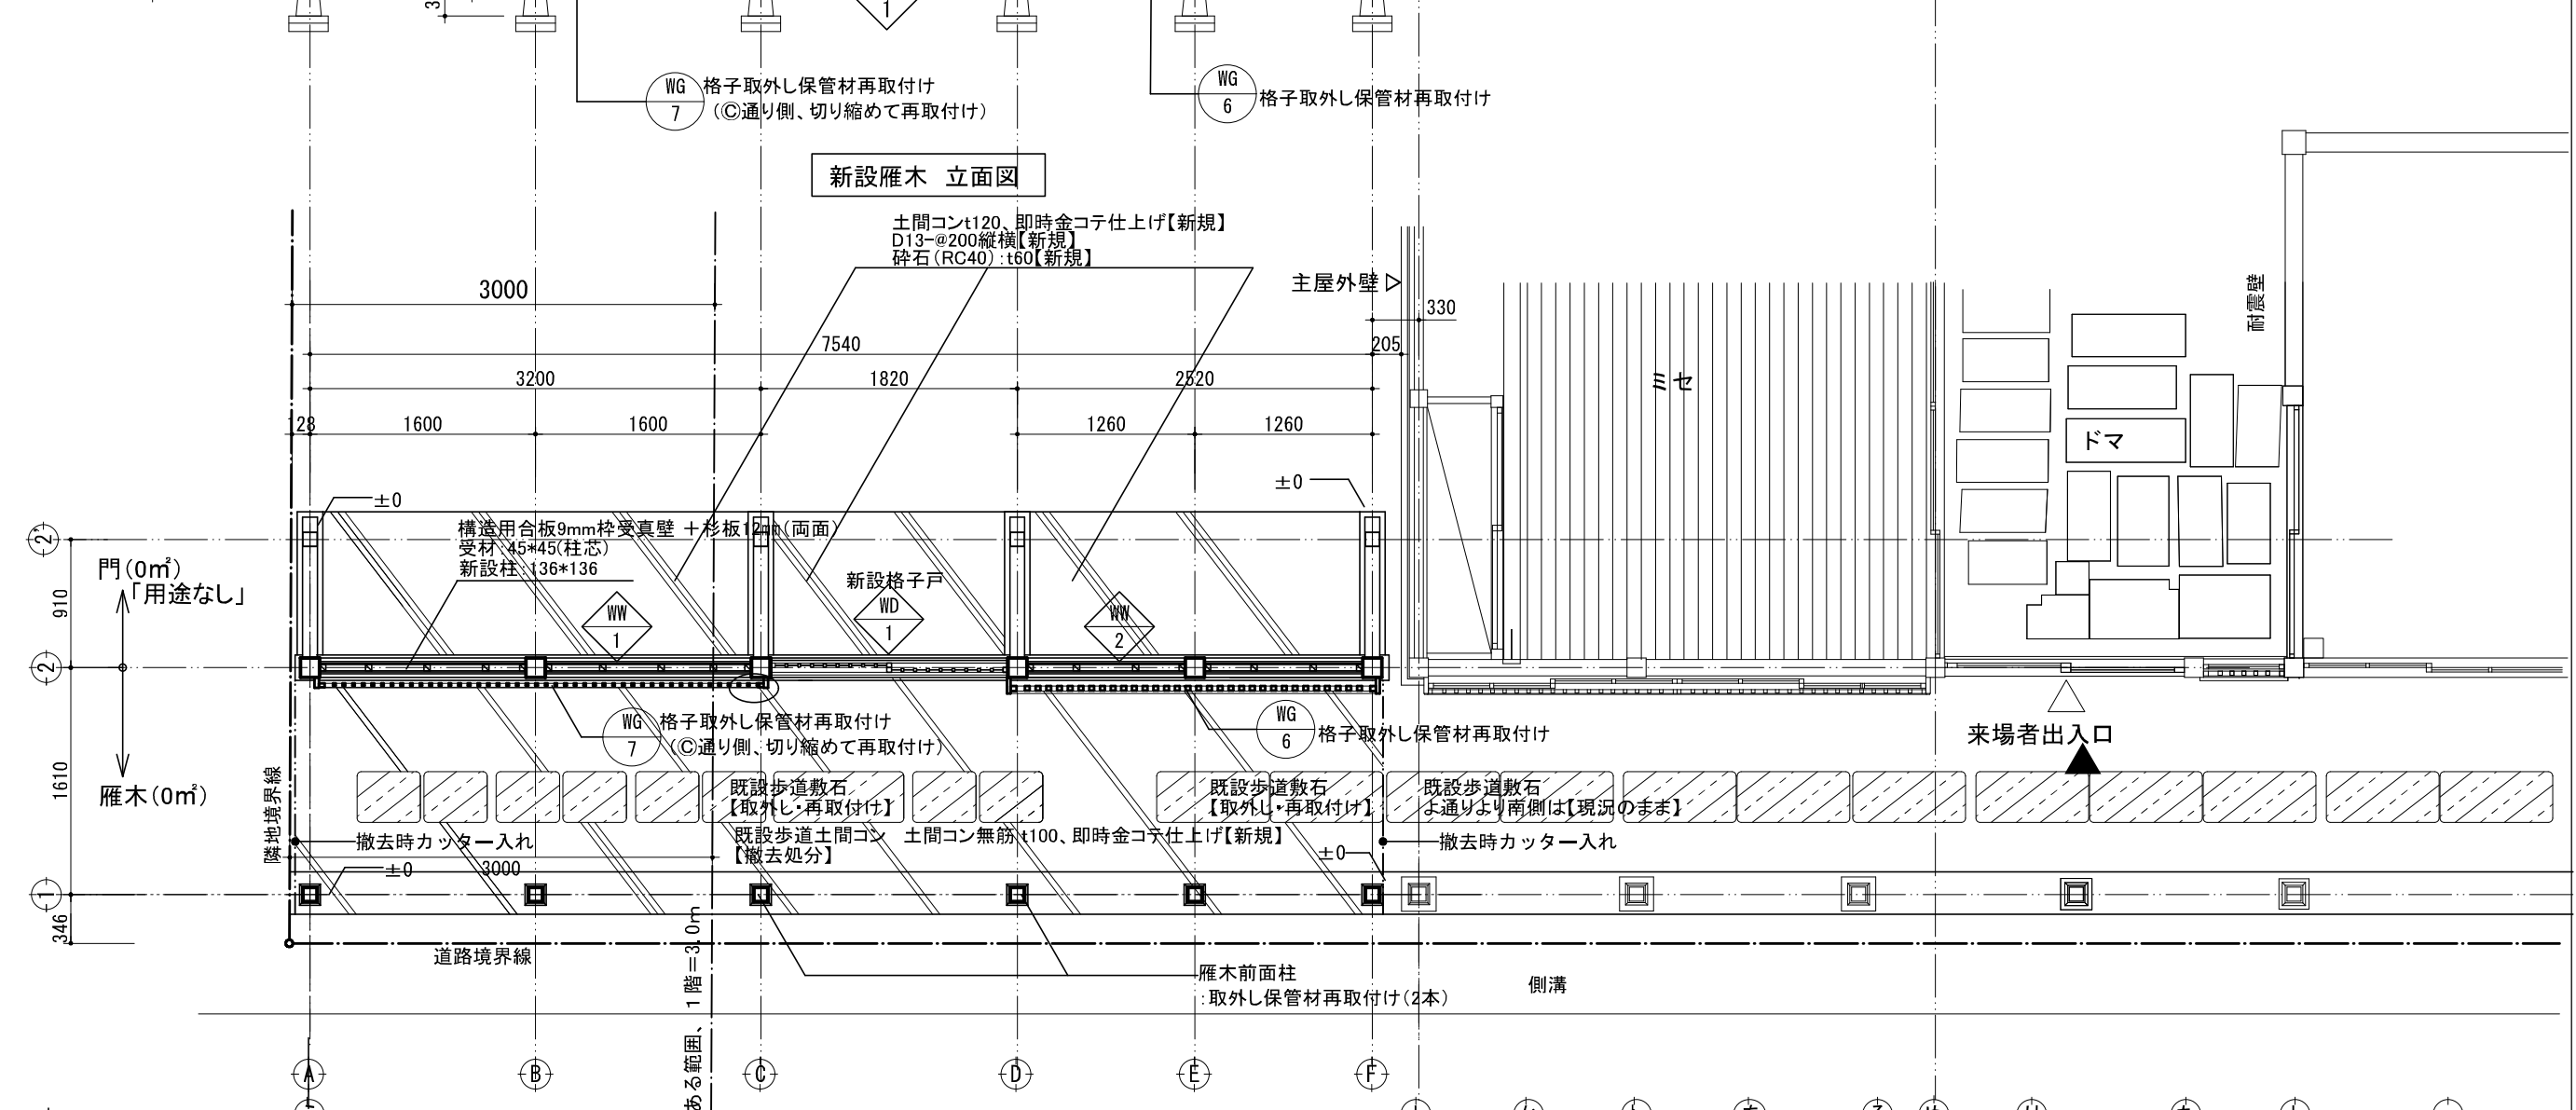 1
WG
7
格子取外し保管材再取付け
(Ⓒ通り側、切り縮めて再取付け)
WG
6
格子取外し保管材再取付け
新設雁木 立面図
土間コンt120、即時金コテ仕上げ【新規】
D13-@200縦横【新規】
砕石(RC40):t60【新規】
主屋外壁
耐震壁
3000
330
7540
205
3200
1820
2520
128
1600
1600
1260
1260
ミセ
ドマ
±0
±0
構造用合板9mm枠受真壁 +杉板12mm(両面)
受材:45*45(柱芯)
新設柱:136*136
2'
門(0㎡)
「用途なし」
910
新設格子戸
WW
1
WD
1
WW
2
2
WG
7
格子取外し保管材再取付け
(Ⓒ通り側、切り縮めて再取付け)
WG
6
格子取外し保管材再取付け
来場者出入口
1610
雁木(0㎡)
隣地境界線
既設歩道敷石
【取外し・再取付け】
既設歩道敷石
【取外し・再取付け】
既設歩道敷石
よ通りより南側は【現況のまま】
撤去時カッター入れ
既設歩道土間コン 土間コン無筋 t100、即時金コテ仕上げ【新規】
【撤去処分】
撤去時カッター入れ
±0
3000
±0
1
346
道路境界線
ある範囲、1階=3.0m
雁木前面柱
:取外し保管材再取付け(2本)
側溝
A
B
C
D
E
F